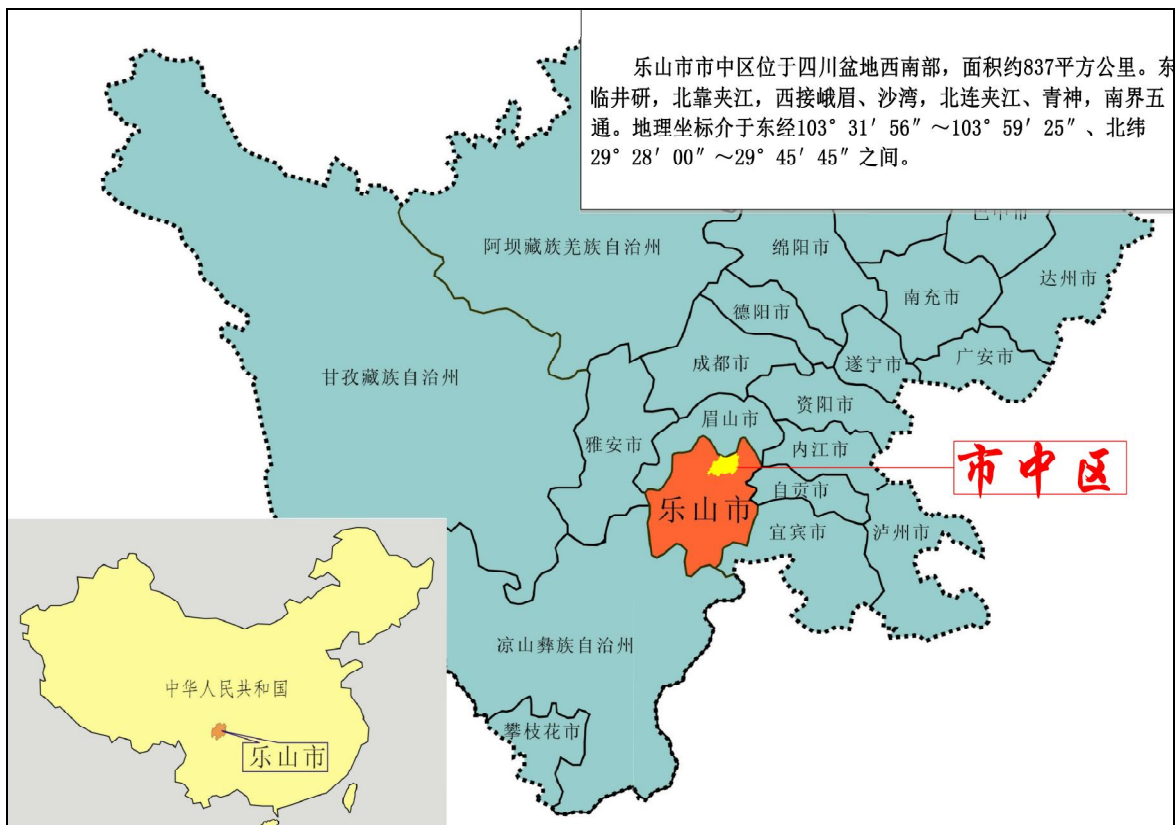 乐山市市中区位于四川盆地西南部，面积约837平方公里。东
临井研，北靠夹江，西接峨眉、沙湾，北连夹江、青神，南界五
通。地理坐标介于东经103°31′56″～103°59′25″、北纬
29°28′00″～29°45′45″之间。
巴中市
阿坝藏族羌族自治州
绵阳市
达州市
南充市
德阳市
广安市
成都市
遂宁市
甘孜藏族自治州
资阳市
眉山市
雅安市
内江市
市中区
自贡市
乐山市
宜宾市
泸州市
凉山彝族自治州
中华人民共和国
攀枝花市
乐山市